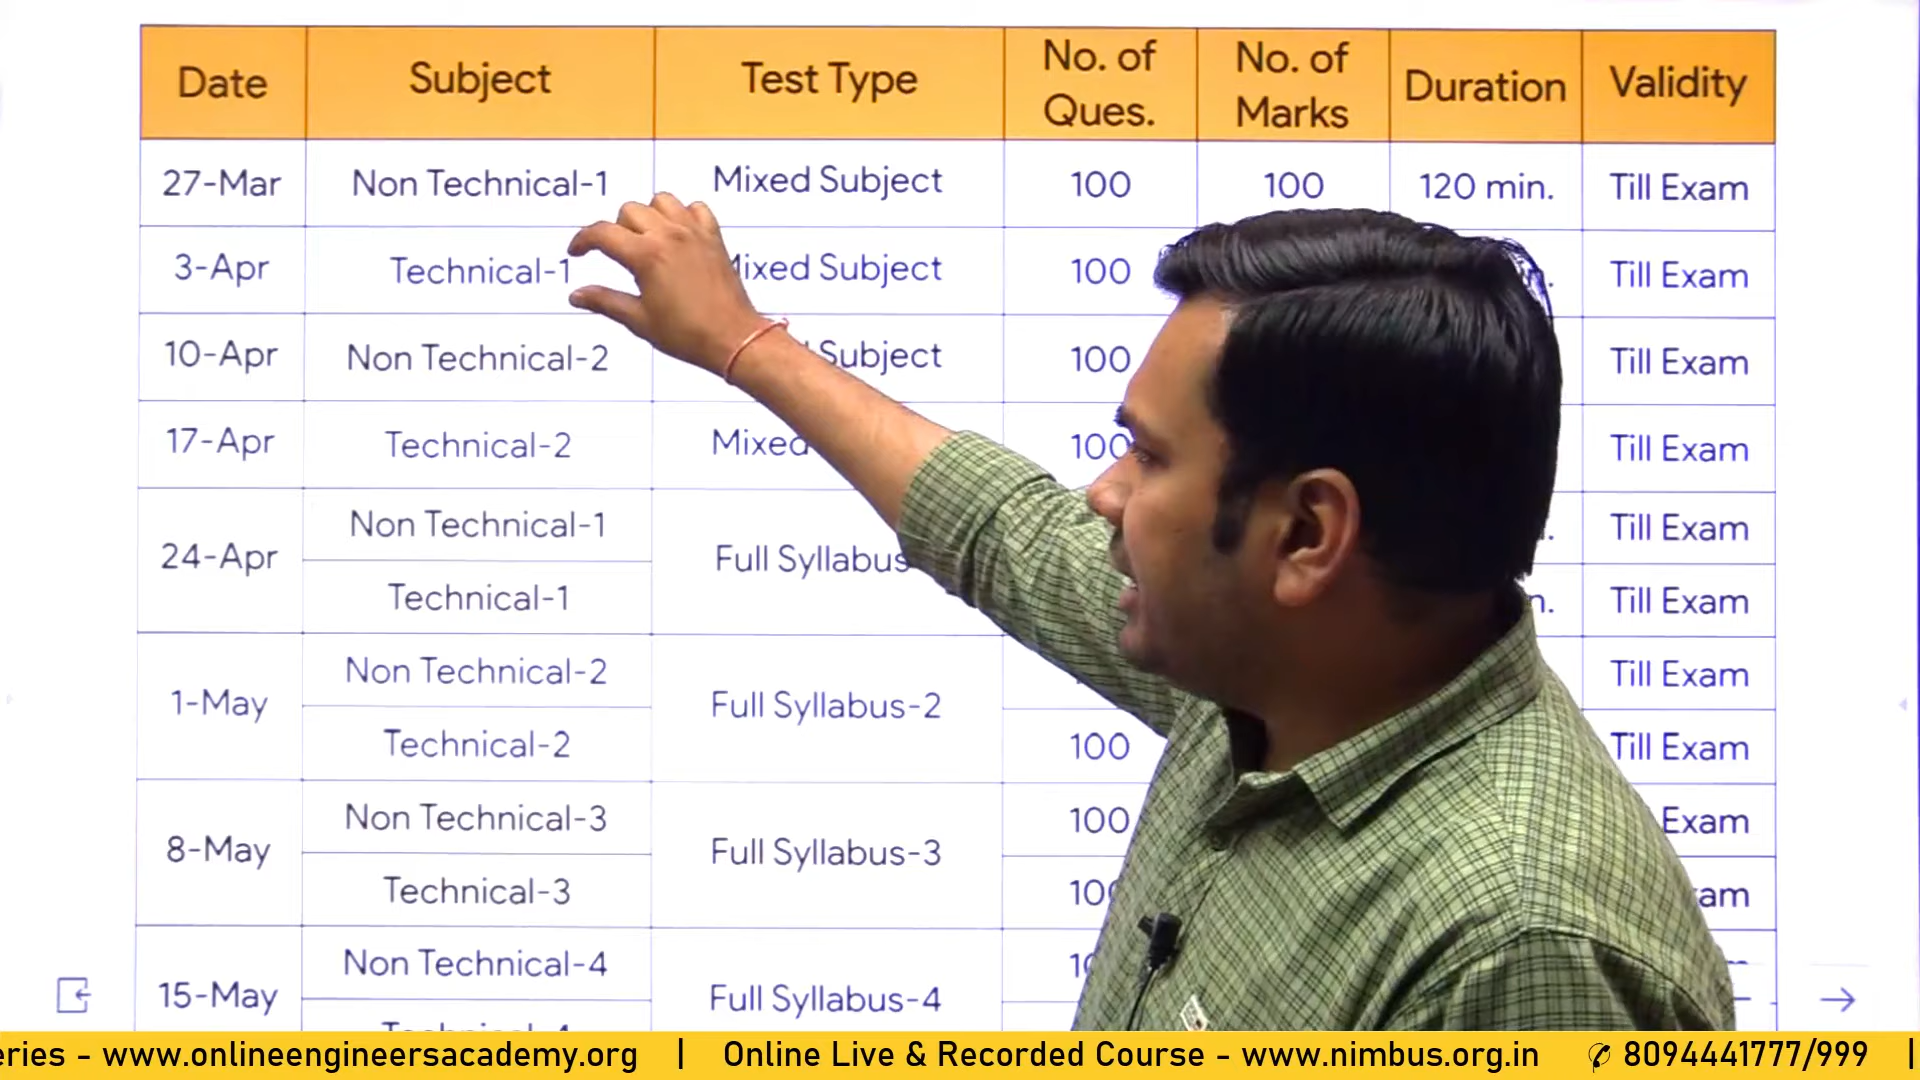 Date Subject Test Type No. of Ques. No. of Marks Duration Validity
27-Mar Non Technical-1 Mixed Subject 100 100 120 min. Till Exam
3-Apr Technical-1 Mixed Subject 100 Till Exam
10-Apr Non Technical-2 Subject 100 Till Exam
17-Apr Technical-2 Mixed 100 Till Exam
24-Apr Non Technical-1 Full Syllabus Till Exam
Technical-1 Till Exam
1-May Non Technical-2 Full Syllabus-2 Till Exam
Technical-2 100 Till Exam
8-May Non Technical-3 Full Syllabus-3 100 Exam
Technical-3
15-May Non Technical-4 Full Syllabus-4
eries - www.onlineengineersacademy.org | Online Live & Recorded Course - www.nimbus.org.in ✆ 8094441777/999 |